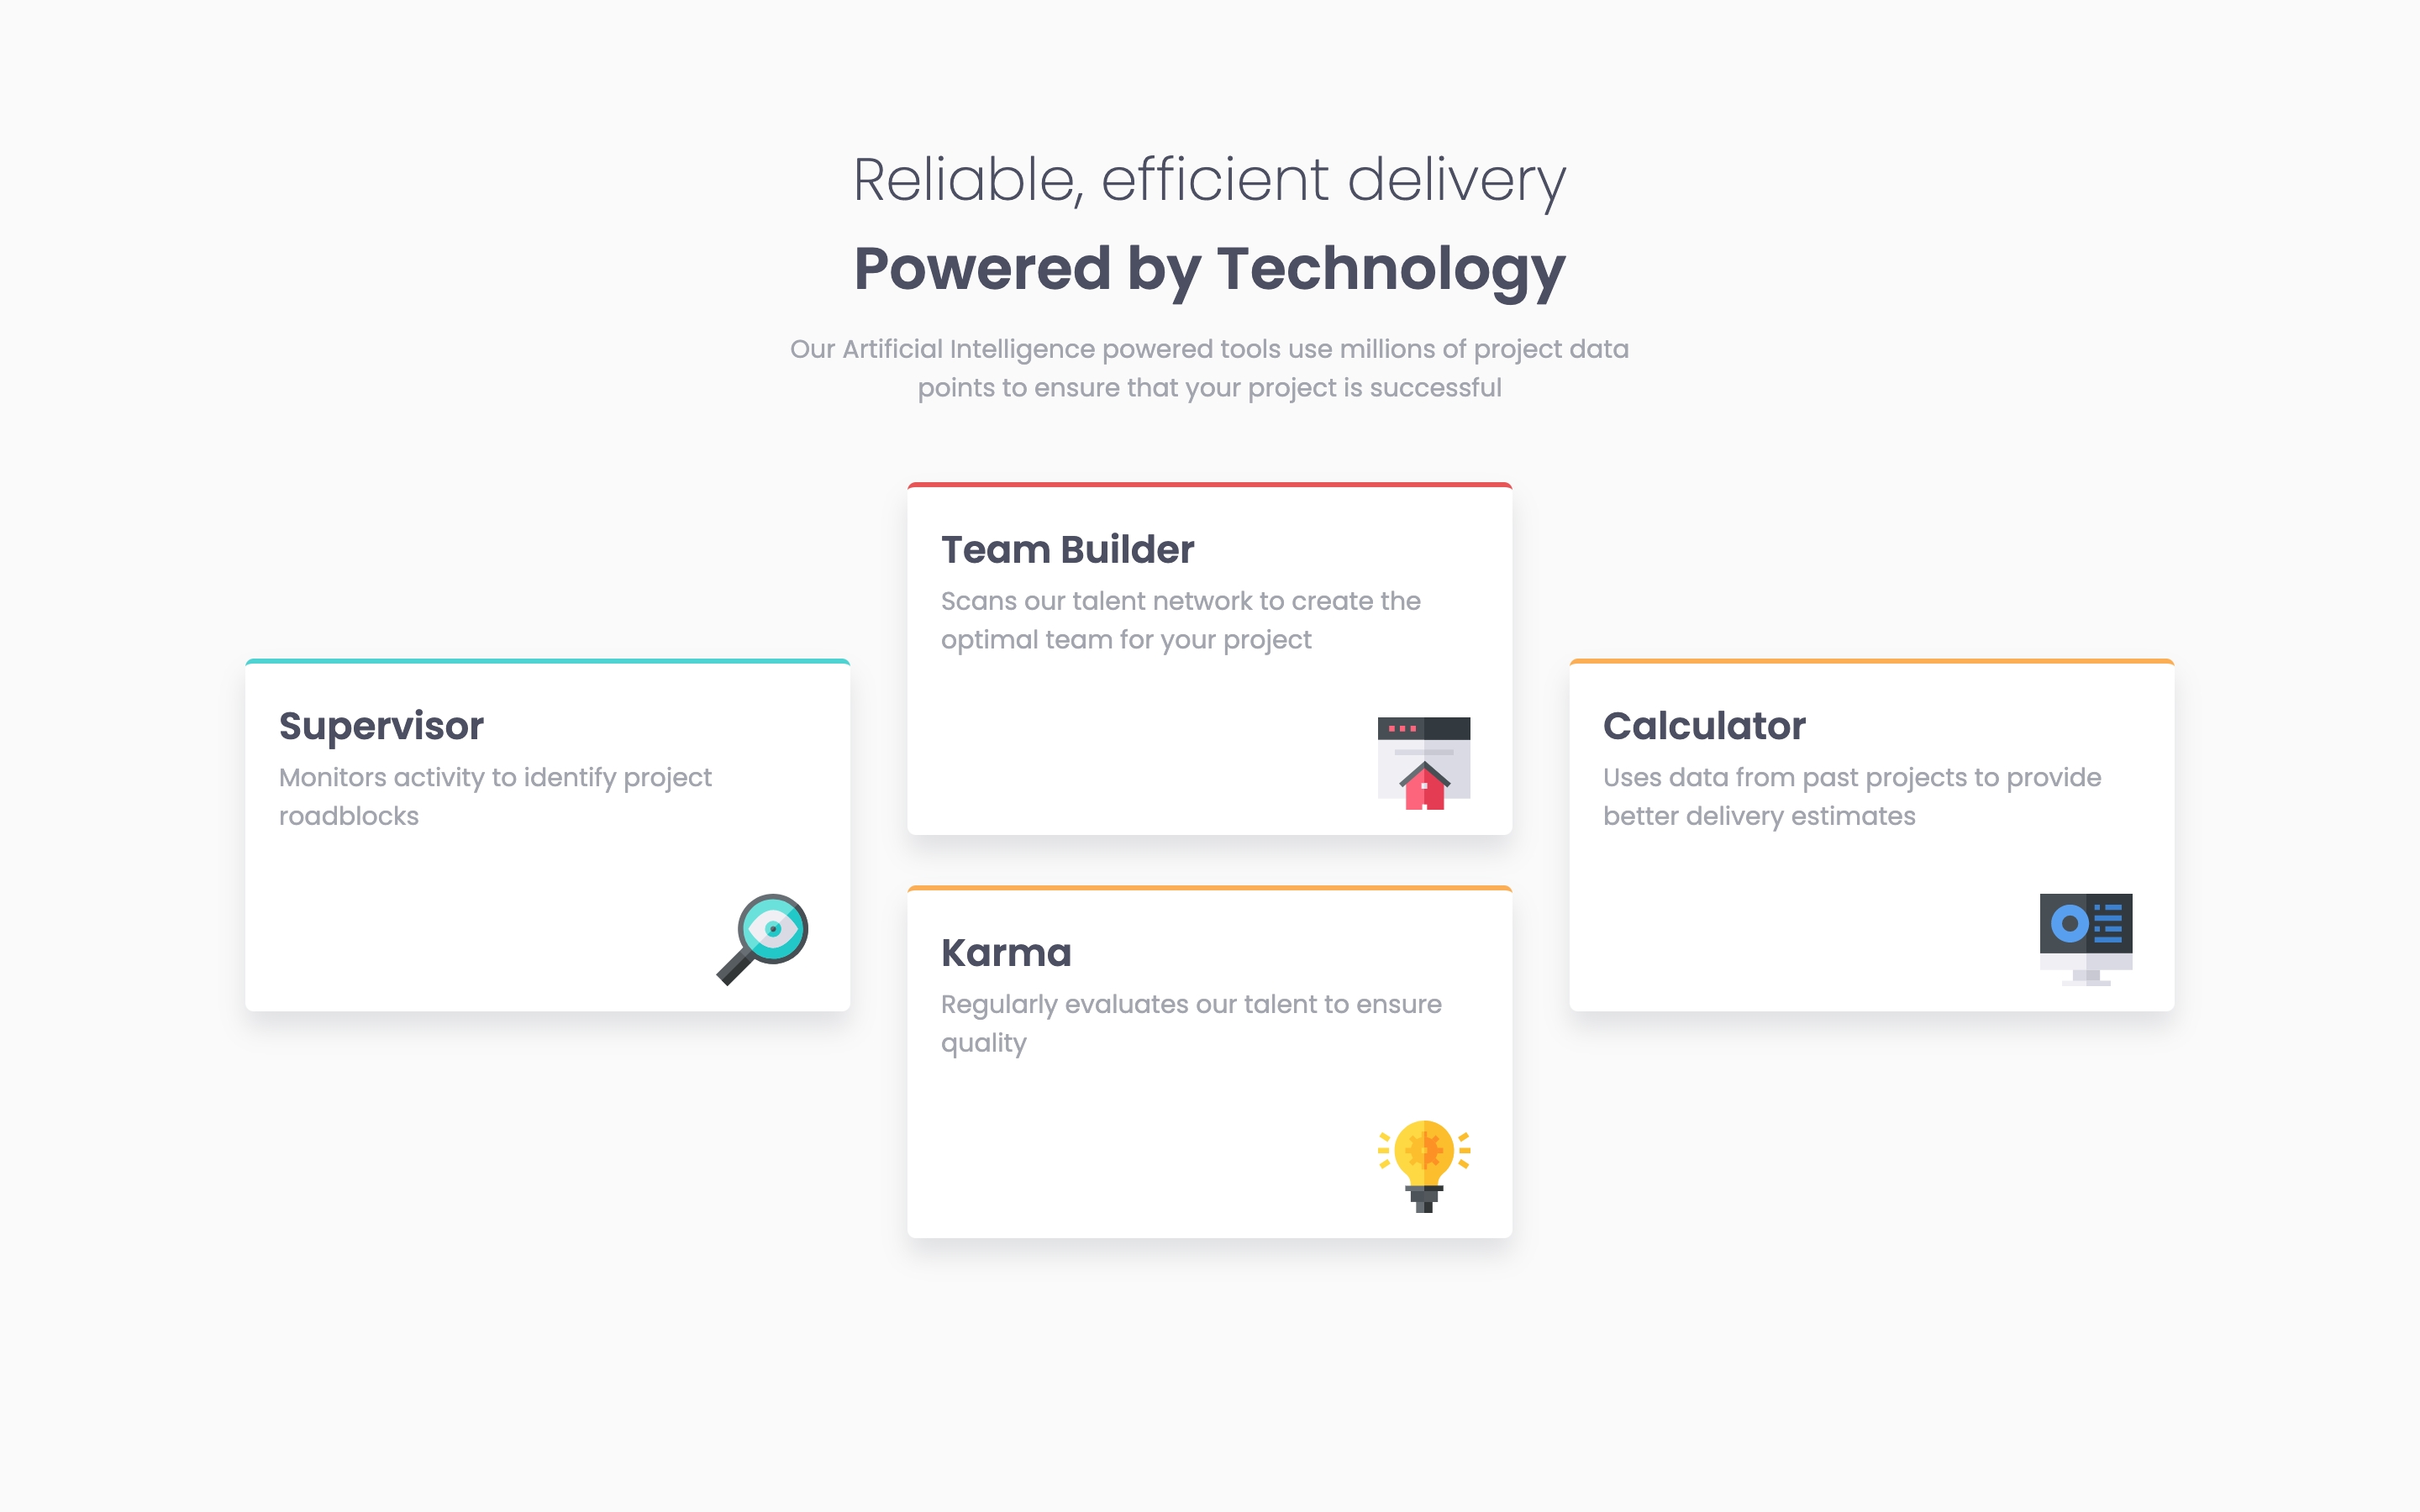 Reliable, efficient delivery
Powered by Technology
Our Artificial Intelligence powered tools use millions of project data
points to ensure that your project is successful
Supervisor
Monitors activity to identify project
roadblocks
Team Builder
Scans our talent network to create the
optimal team for your project
Karma
Regularly evaluates our talent to ensure
quality
Calculator
Uses data from past projects to provide
better delivery estimates